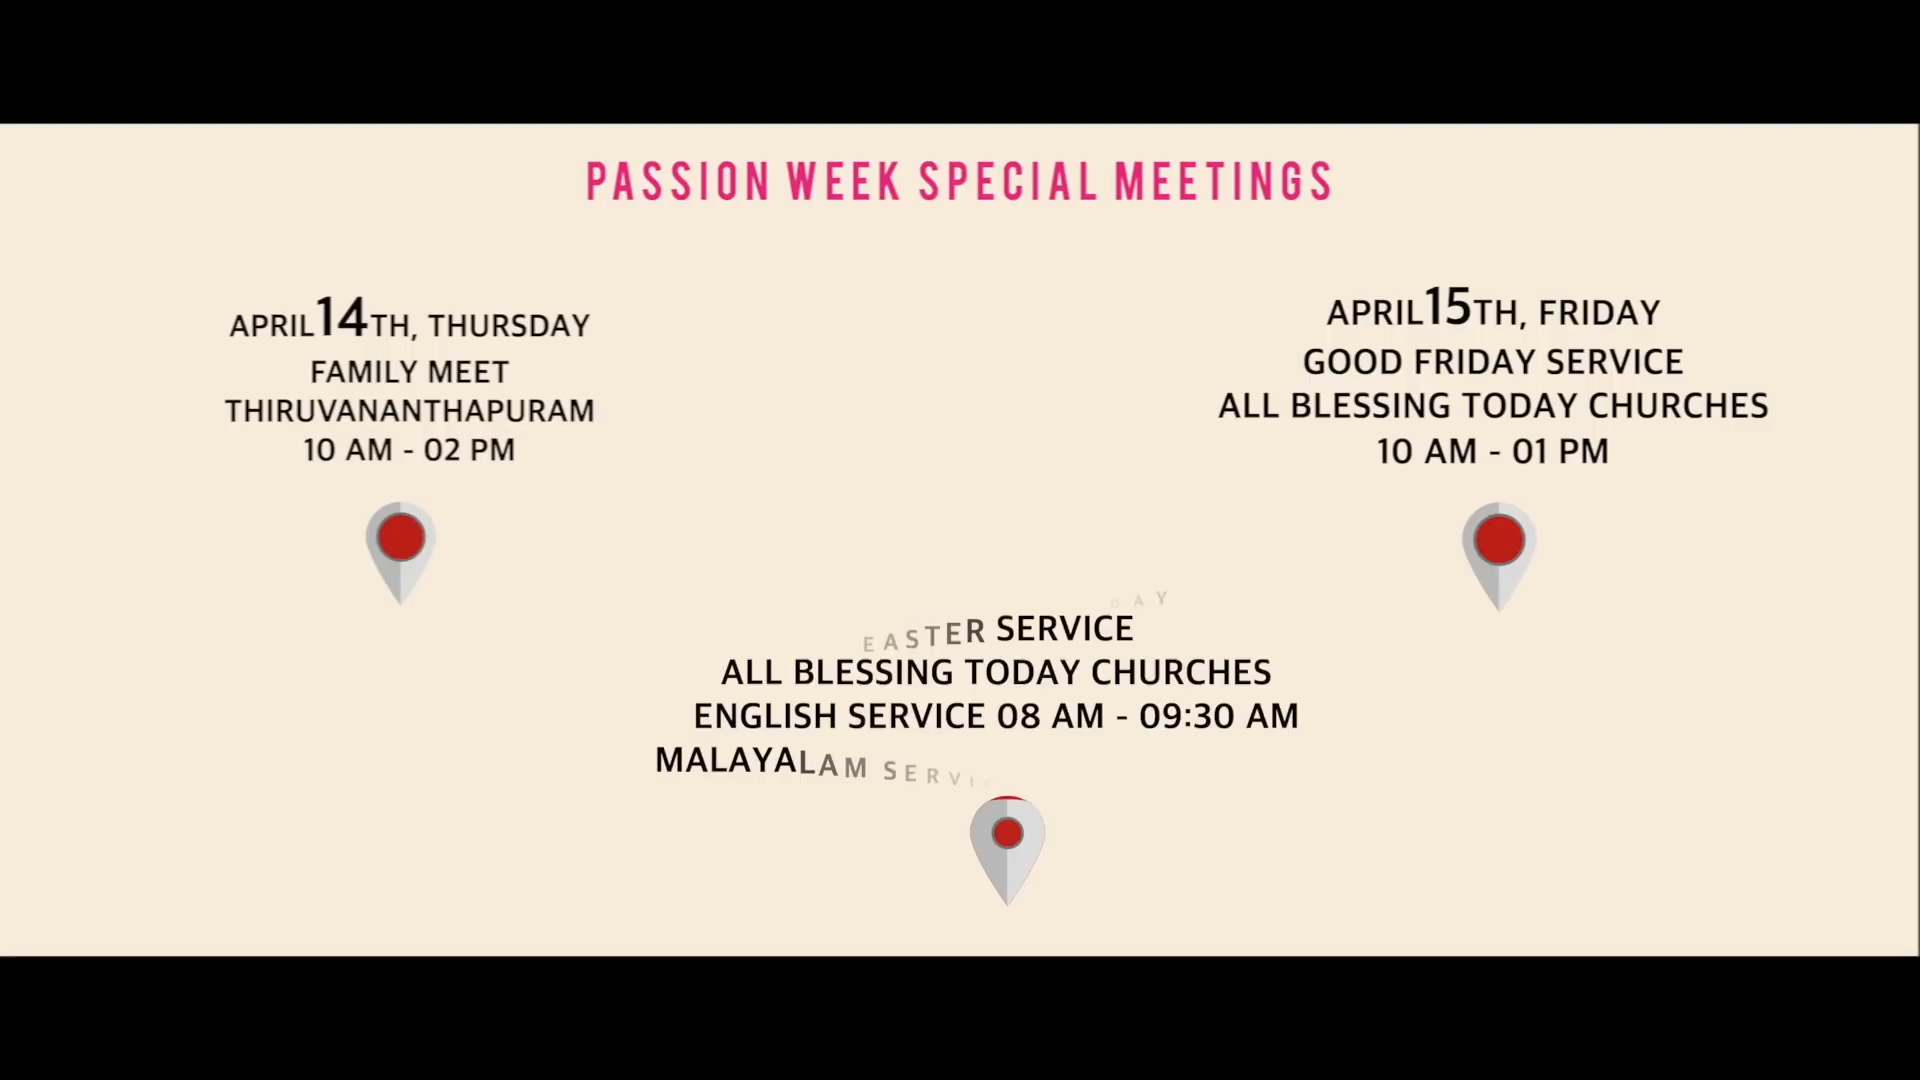 PASSION WEEK SPECIAL MEETINGS
APRIL 14TH, THURSDAY
FAMILY MEET
THIRUVANANTHAPURAM
10 AM - 02 PM
APRIL 15TH, FRIDAY
GOOD FRIDAY SERVICE
ALL BLESSING TODAY CHURCHES
10 AM - 01 PM
EASTER SERVICE
ALL BLESSING TODAY CHURCHES
ENGLISH SERVICE 08 AM - 09:30 AM
MALAYALAM